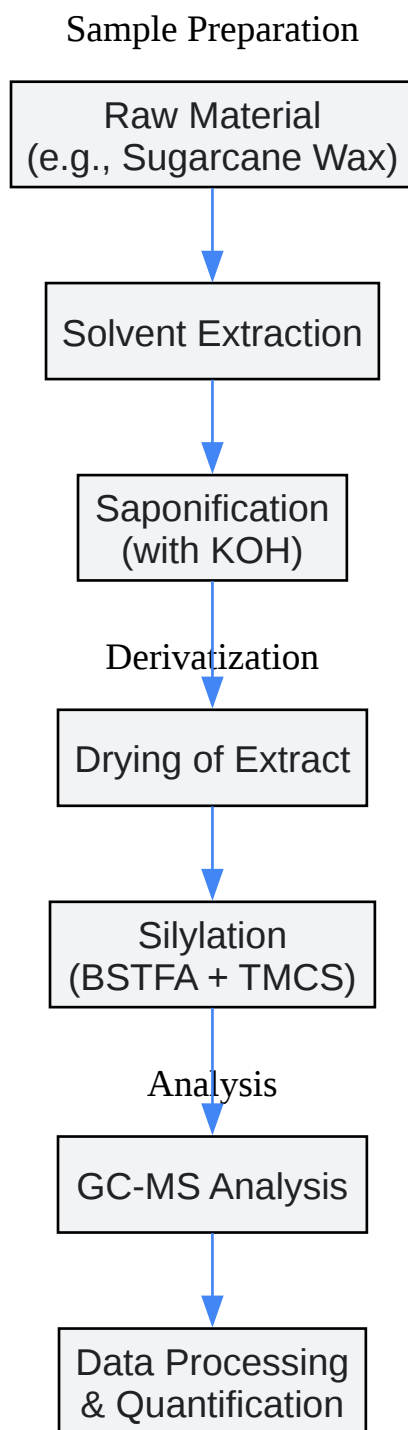 Sample Preparation
Raw Material
(e.g., Sugarcane Wax)
Solvent Extraction
Saponification
(with KOH)
Derivatization
Drying of Extract
Silylation
(BSTFA + TMCS)
Analysis
GC-MS Analysis
Data Processing
& Quantification